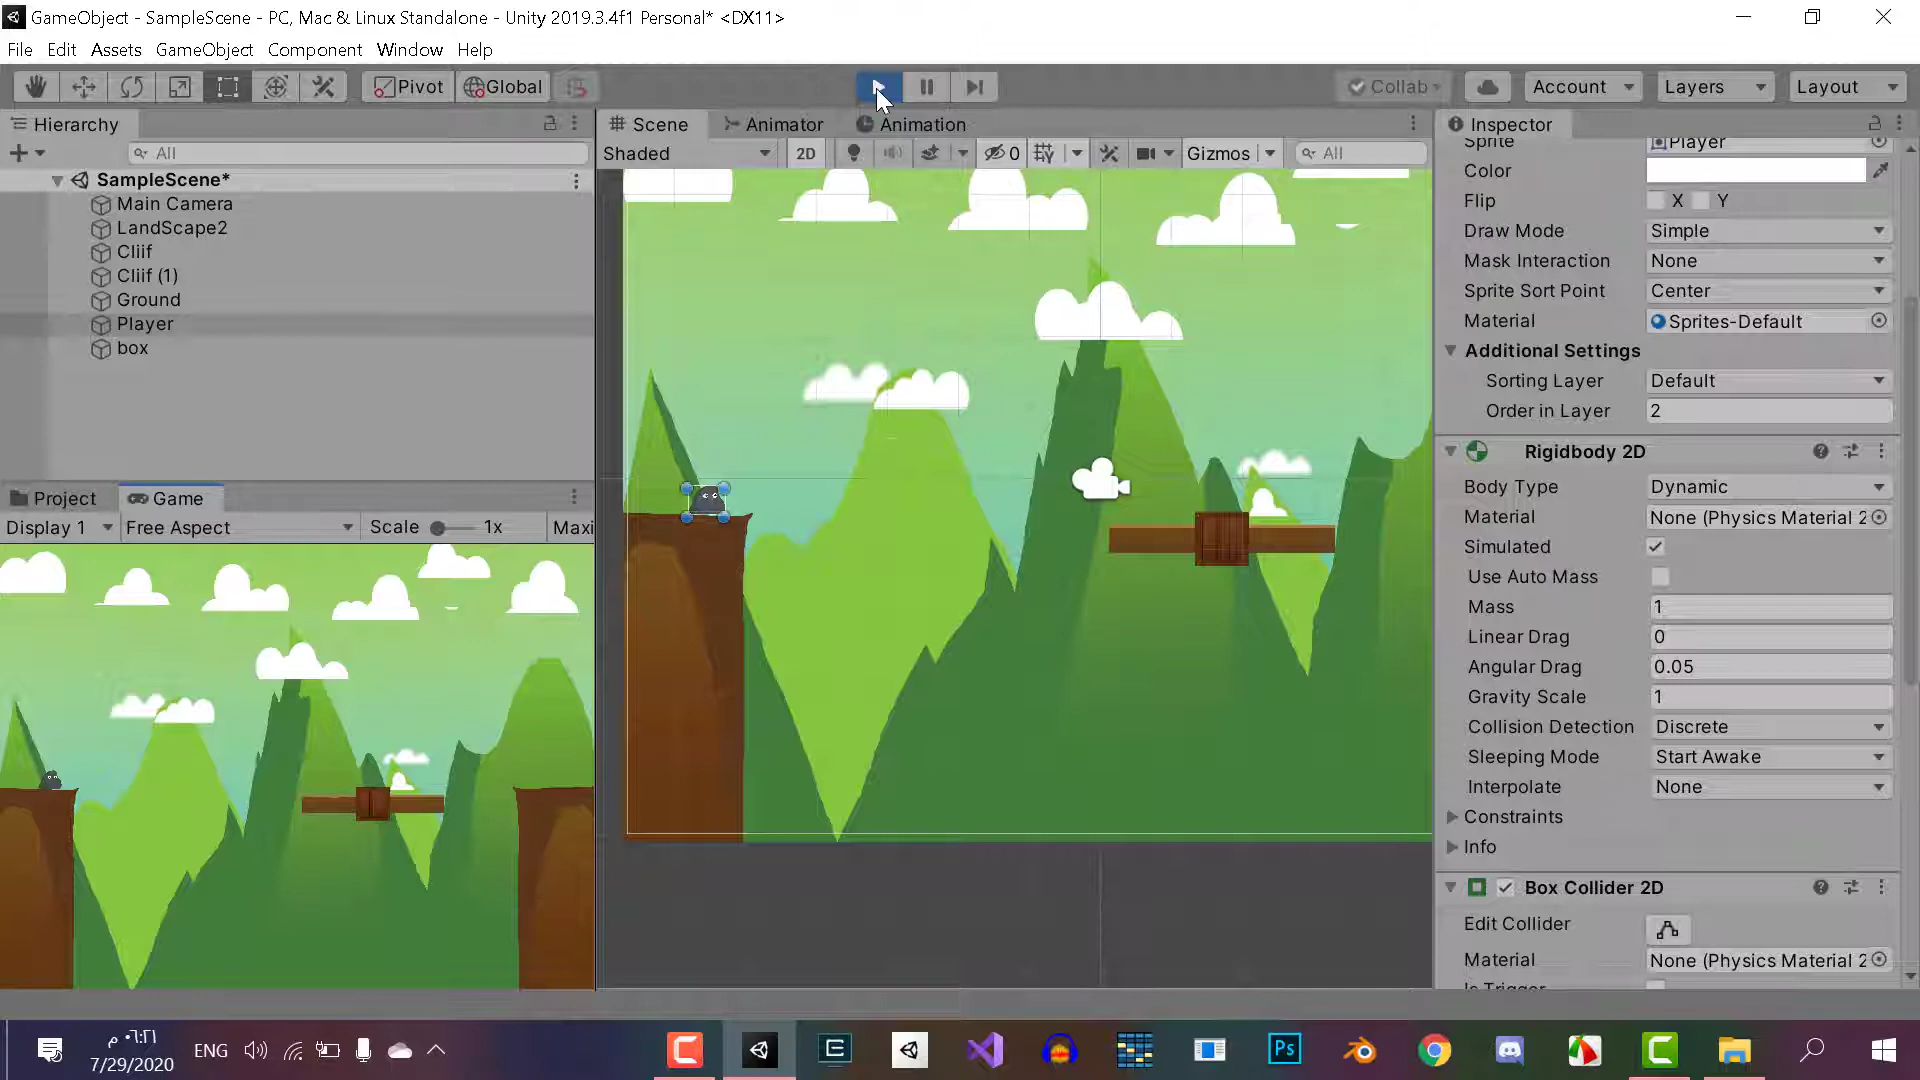 GameObject - SampleScene - PC, Mac & Linux Standalone - Unity 2019.3.4f1 Personal* <DX11>
File Edit Assets GameObject Component Window Help
Pivot Global Collab Account Layers Layout
Hierarchy
All
SampleScene*
Main Camera
LandScape2
Cliif
Cliif (1)
Ground
Player
box
Project Game
Display 1 Free Aspect Scale 1x Maxi
Scene Animator Animation
Shaded 2D 0 Gizmos All
Inspector
Sprite Player
Color
Flip X Y
Draw Mode Simple
Mask Interaction None
Sprite Sort Point Center
Material Sprites-Default
Additional Settings
Sorting Layer Default
Order in Layer 2
Rigidbody 2D
Body Type Dynamic
Material None (Physics Material 2
Simulated
Use Auto Mass
Mass 1
Linear Drag 0
Angular Drag 0.05
Gravity Scale 1
Collision Detection Discrete
Sleeping Mode Start Awake
Interpolate None
Constraints
Info
Box Collider 2D
Edit Collider
Material None (Physics Material 2
Is Trigger
٠٦:٢١ م
ENG
7/29/2020
Ps